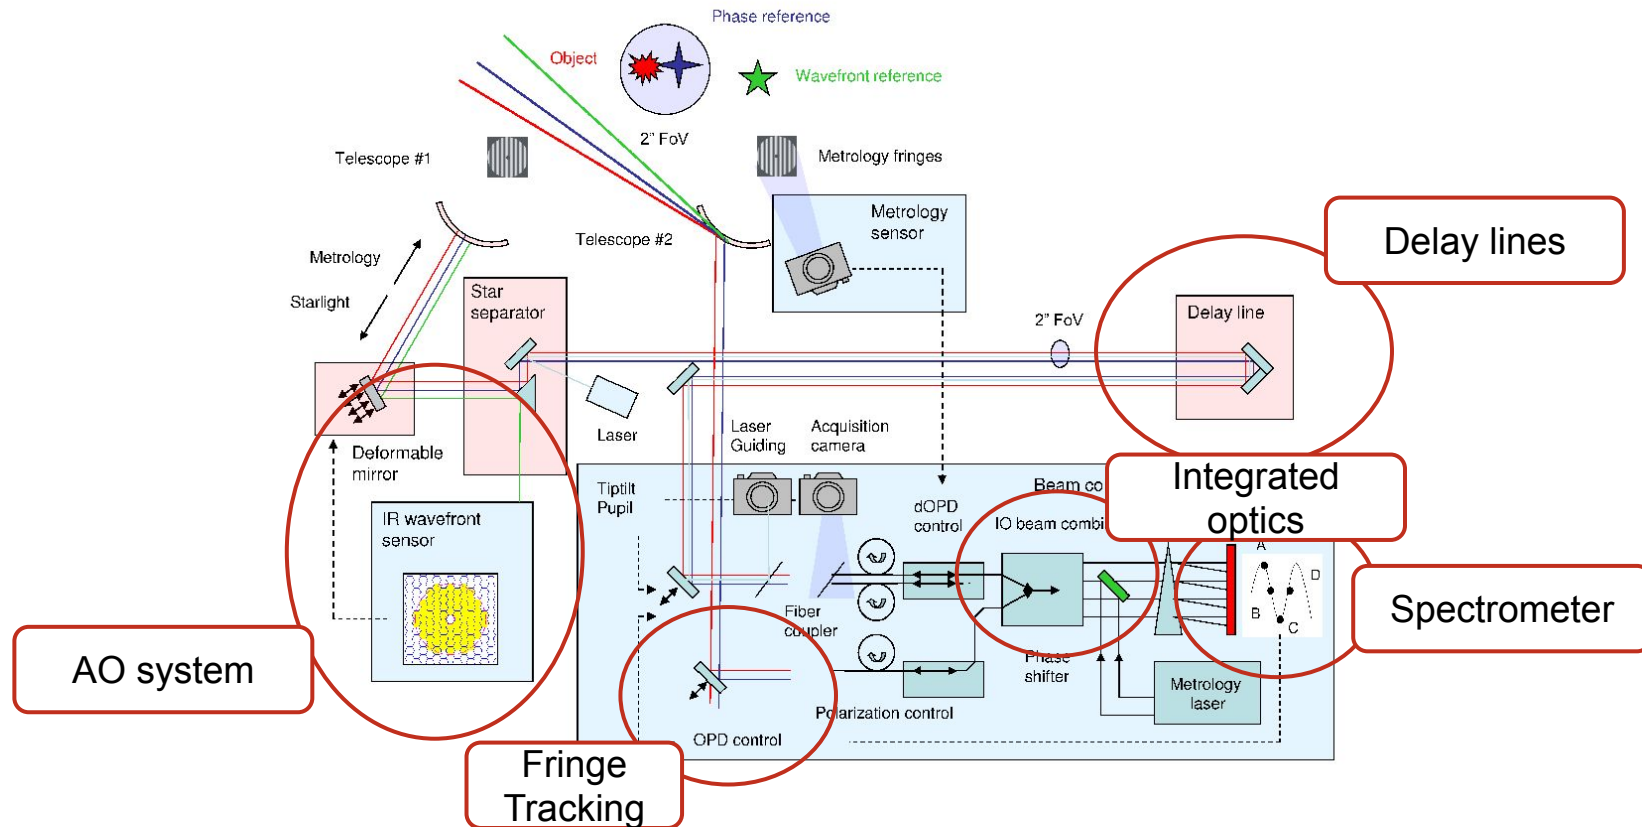 Phase reference
Object
Wavefront reference
2" FoV
Telescope #1
Metrology fringes
Metrology
sensor
Telescope #2
Delay lines
Metrology
Starlight
Star
separator
2" FoV
Delay line
Laser
Laser
Guiding
Acquisition
camera
Deformable
mirror
Tiptilt
Pupil
Beam co
Integrated
optics
dOPD
control
IO beam combi
IR wavefront
sensor
A
D
B
C
Spectrometer
Fiber
coupler
AO system
Phase
shifter
Metrology
laser
Polarization control
OPD control
Fringe
Tracking